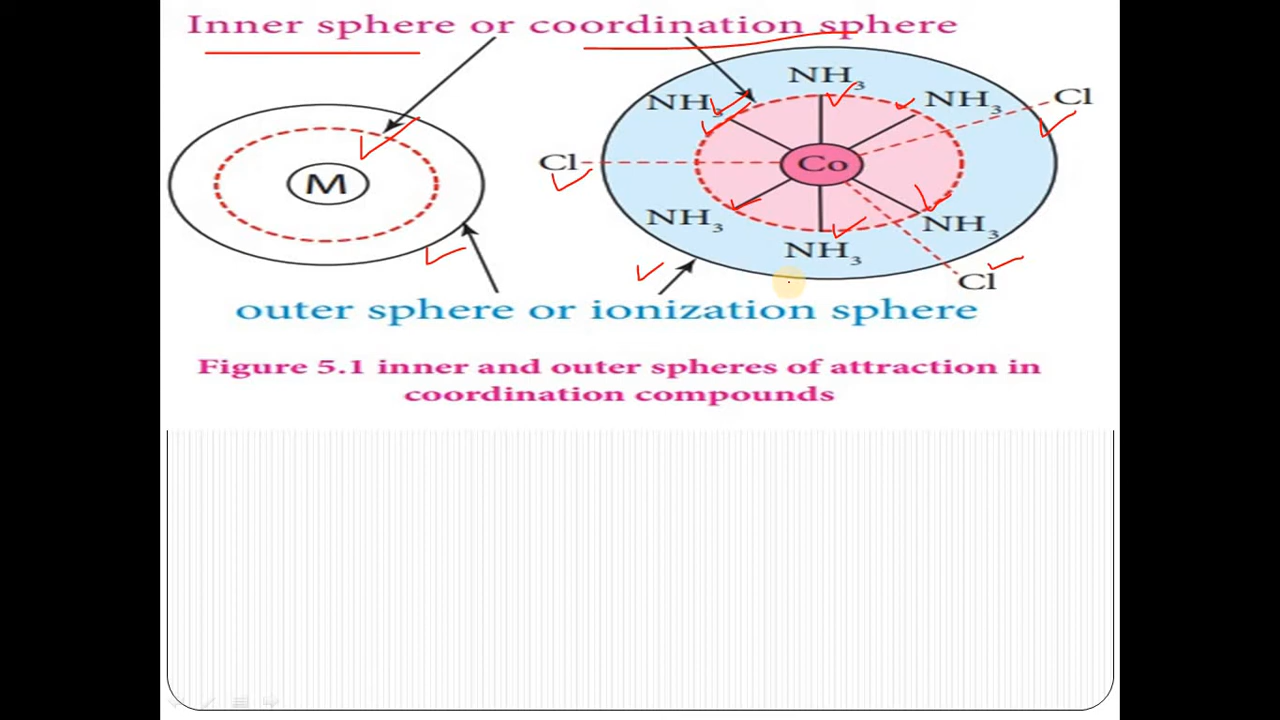 Inner sphere or coordination sphere
NH3
NH3
NH3
Cl
Cl
Co
M
NH3
NH3
NH3
Cl
outer sphere or ionization sphere
Figure 5.1 inner and outer spheres of attraction in
coordination compounds